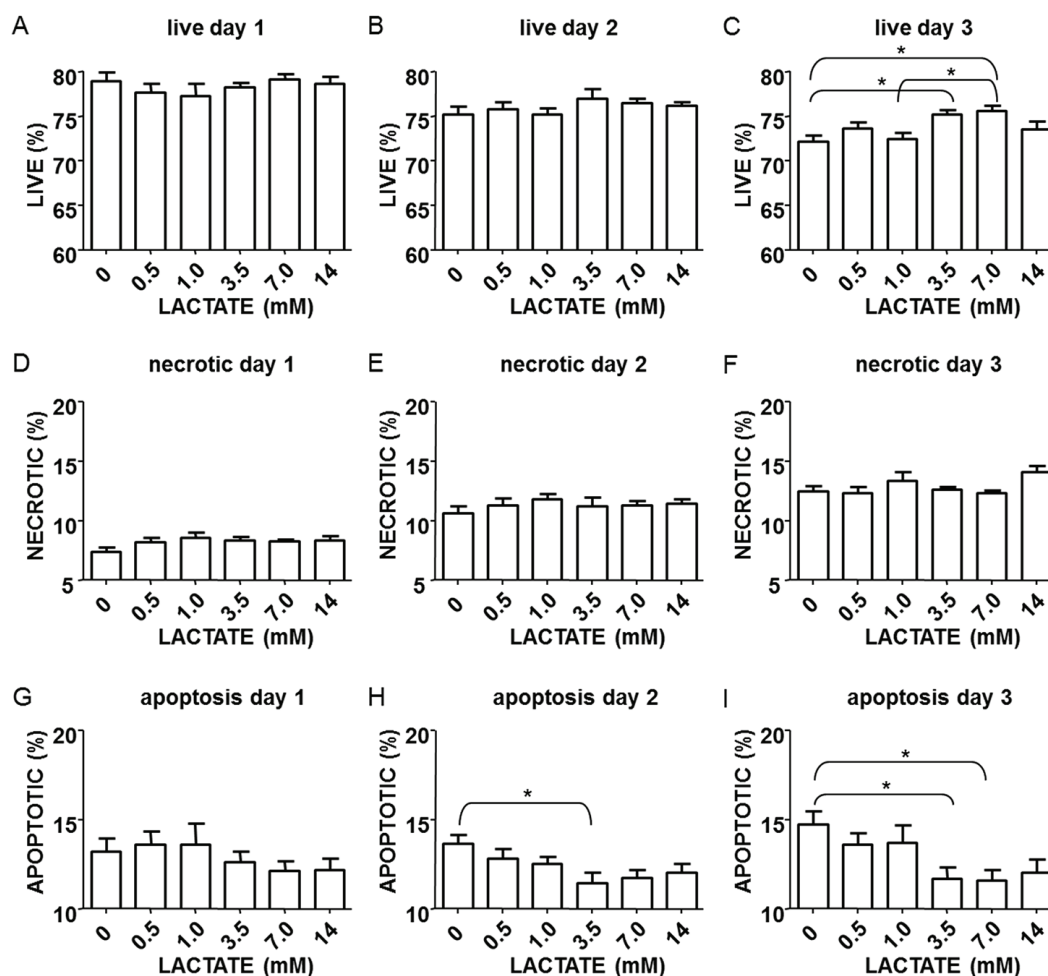 A live day 1
LIVE (%)
80
75
70
65
60
0 0.5 1.0 3.5 7.0 14
LACTATE (mM)
B live day 2
LIVE (%)
80
75
70
65
60
0 0.5 1.0 3.5 7.0 14
LACTATE (mM)
C live day 3
LIVE (%)
80
75
70
65
60
*
* *
0 0.5 1.0 3.5 7.0 14
LACTATE (mM)
D necrotic day 1
NECROTIC (%)
20
15
10
5
0 0.5 1.0 3.5 7.0 14
LACTATE (mM)
E necrotic day 2
NECROTIC (%)
20
15
10
5
0 0.5 1.0 3.5 7.0 14
LACTATE (mM)
F necrotic day 3
NECROTIC (%)
20
15
10
5
0 0.5 1.0 3.5 7.0 14
LACTATE (mM)
G apoptosis day 1
APOPTOTIC (%)
20
15
10
0 0.5 1.0 3.5 7.0 14
LACTATE (mM)
H apoptosis day 2
APOPTOTIC (%)
20
15
10
*
0 0.5 1.0 3.5 7.0 14
LACTATE (mM)
I apoptosis day 3
APOPTOTIC (%)
20
15
10
*
*
0 0.5 1.0 3.5 7.0 14
LACTATE (mM)